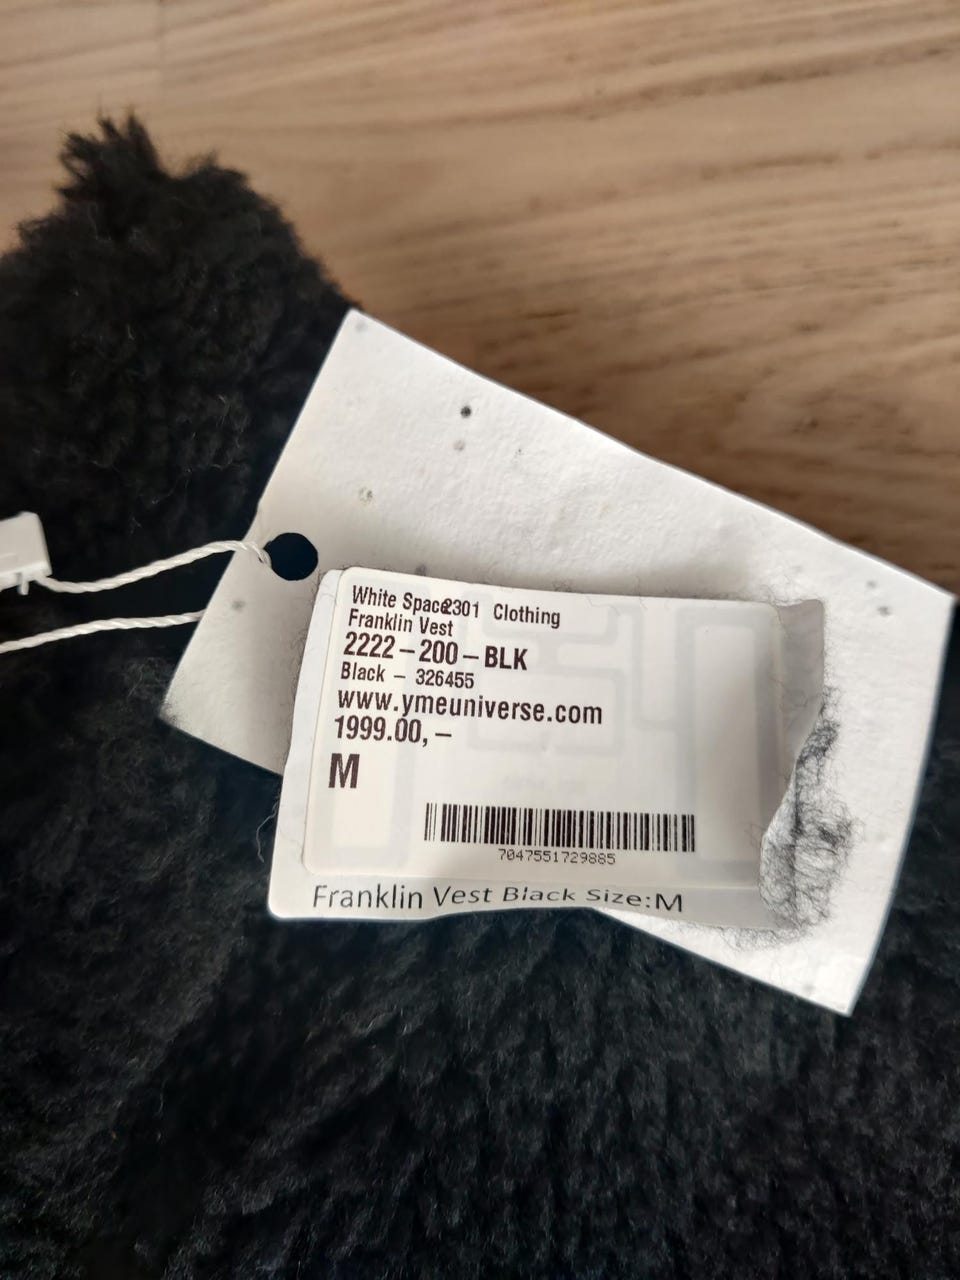 White Space2301 Clothing
Franklin Vest
2222-200-BLK
Black - 326455
www.ymeuniverse.com
1999.00,-
M
7047551729885
Franklin Vest Black Size:M